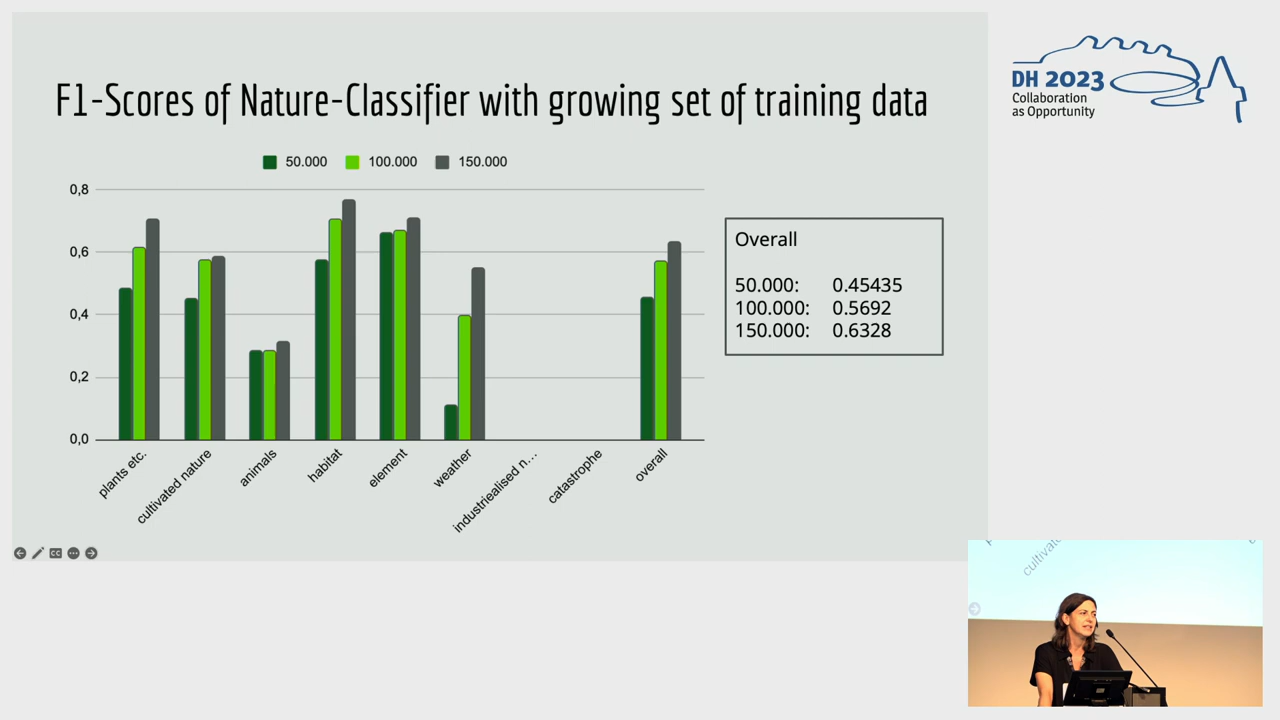 F1-Scores of Nature-Classifier with growing set of training data
50.000 100.000 150.000
0,8
0,6
0,4
0,2
0,0
plants etc.
cultivated nature
animals
habitat
element
weather
industriealised n...
catastrophe
overall
Overall
50.000: 0.45435
100.000: 0.5692
150.000: 0.6328
CC
DH 2023
Collaboration
as Opportunity